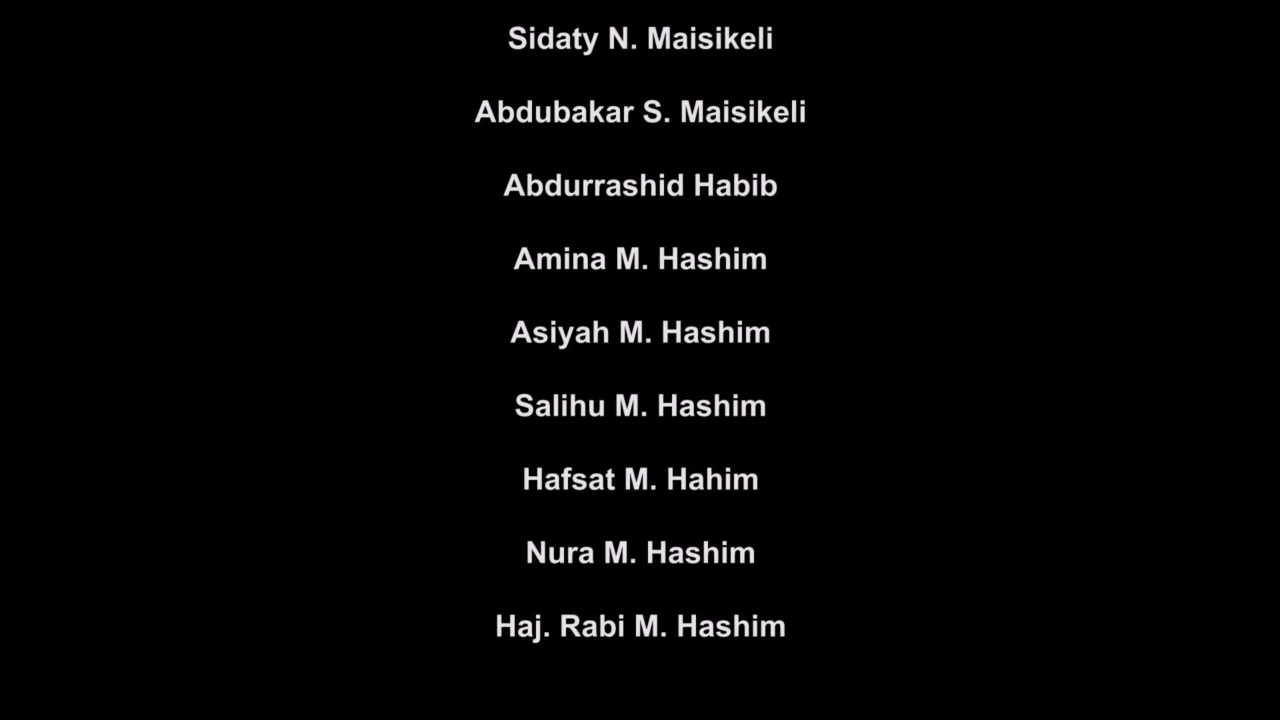 Sidaty N. Maisikeli
Abdubakar S. Maisikeli
Abdurrashid Habib
Amina M. Hashim
Asiyah M. Hashim
Salihu M. Hashim
Hafsat M. Hahim
Nura M. Hashim
Haj. Rabi M. Hashim